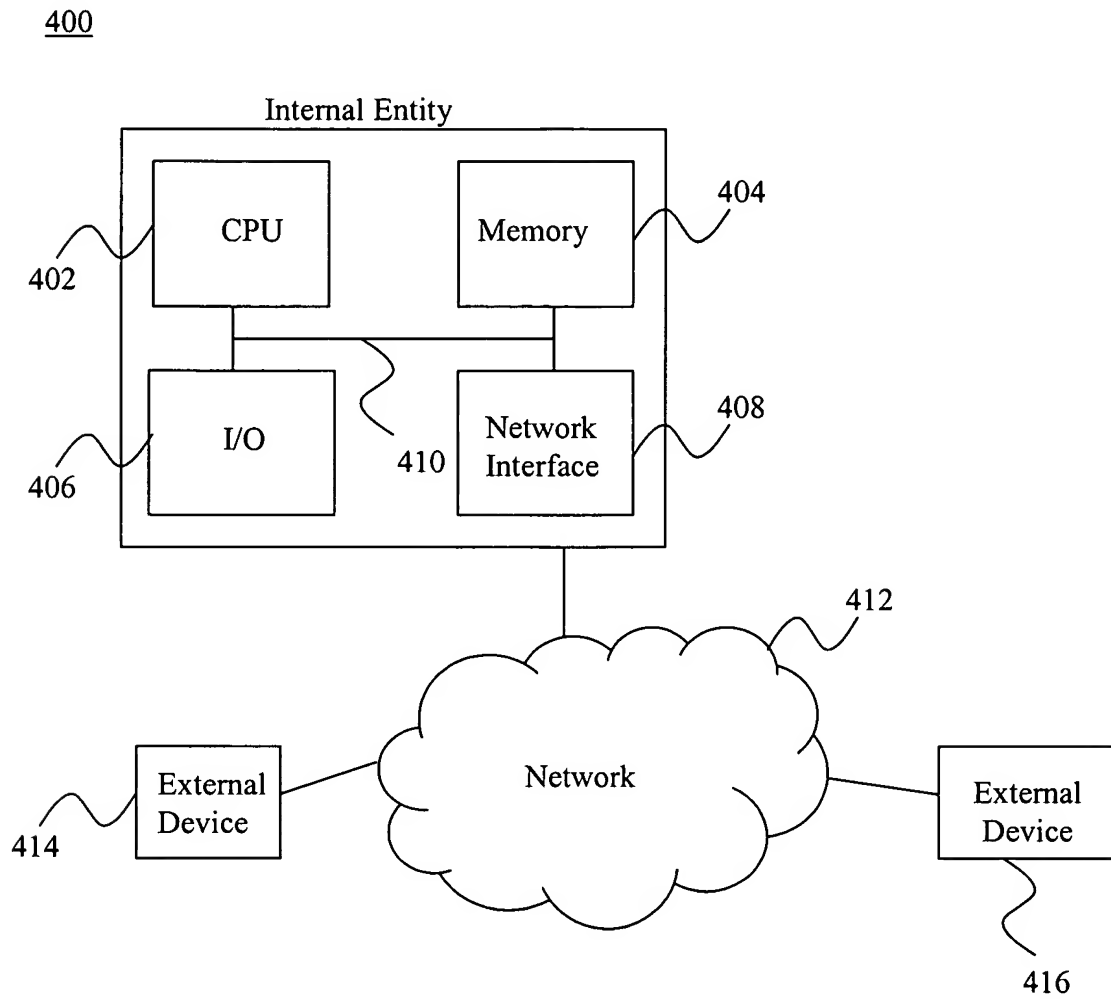 400
Internal Entity
CPU
Memory
404
402
I/O
Network
Interface
408
410
406
412
Network
External
Device
External
Device
414
416